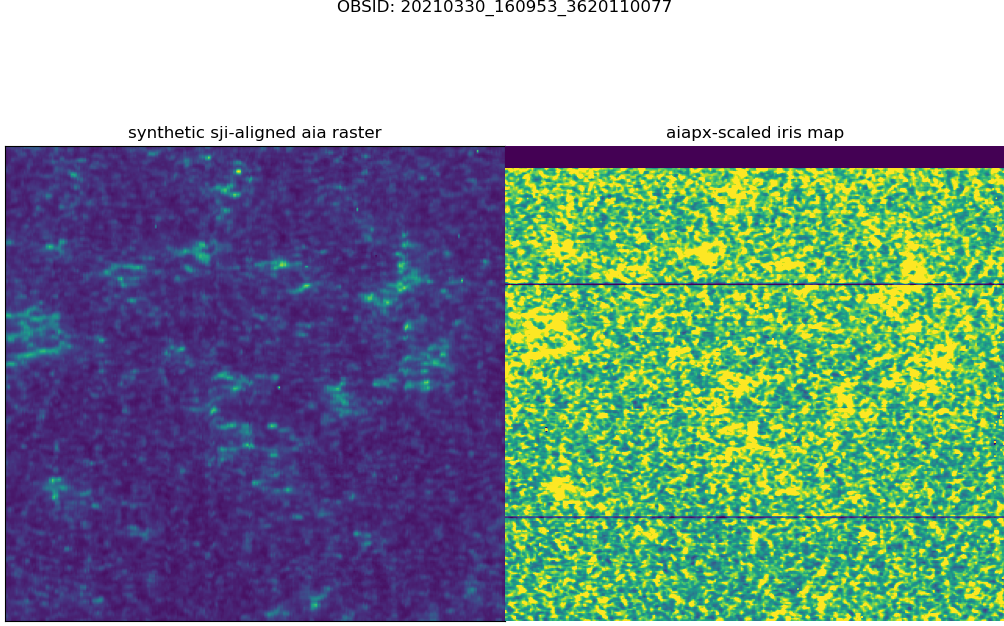 OBSID: 20210330_160953_3620110077
synthetic sji-aligned aia raster
aiapx-scaled iris map